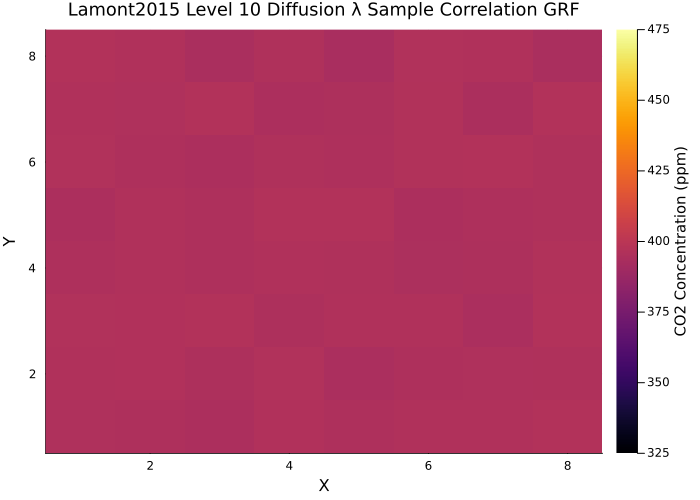 Lamont2015 Level 10 Diffusion λ Sample Correlation GRF
8
6
4
2
Y
2 4 6 8
X
475
450
425
400
375
350
325
CO2 Concentration (ppm)